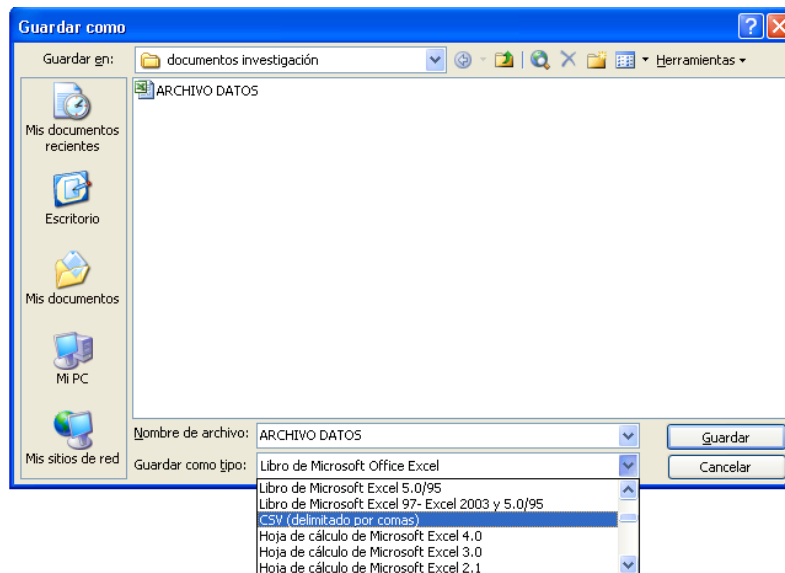 Guardar como
Guardar en: documentos investigación Herramientas
ARCHIVO DATOS
Mis documentos
recientes
Escritorio
Mis documentos
Mi PC
Mis sitios de red
Nombre de archivo: ARCHIVO DATOS Guardar
Guardar como tipo: Libro de Microsoft Office Excel Cancelar
Libro de Microsoft Excel 5.0/95
Libro de Microsoft Excel 97- Excel 2003 y 5.0/95
CSV (delimitado por comas)
Hoja de cálculo de Microsoft Excel 4.0
Hoja de cálculo de Microsoft Excel 3.0
Hoja de cálculo de Microsoft Excel 2.1